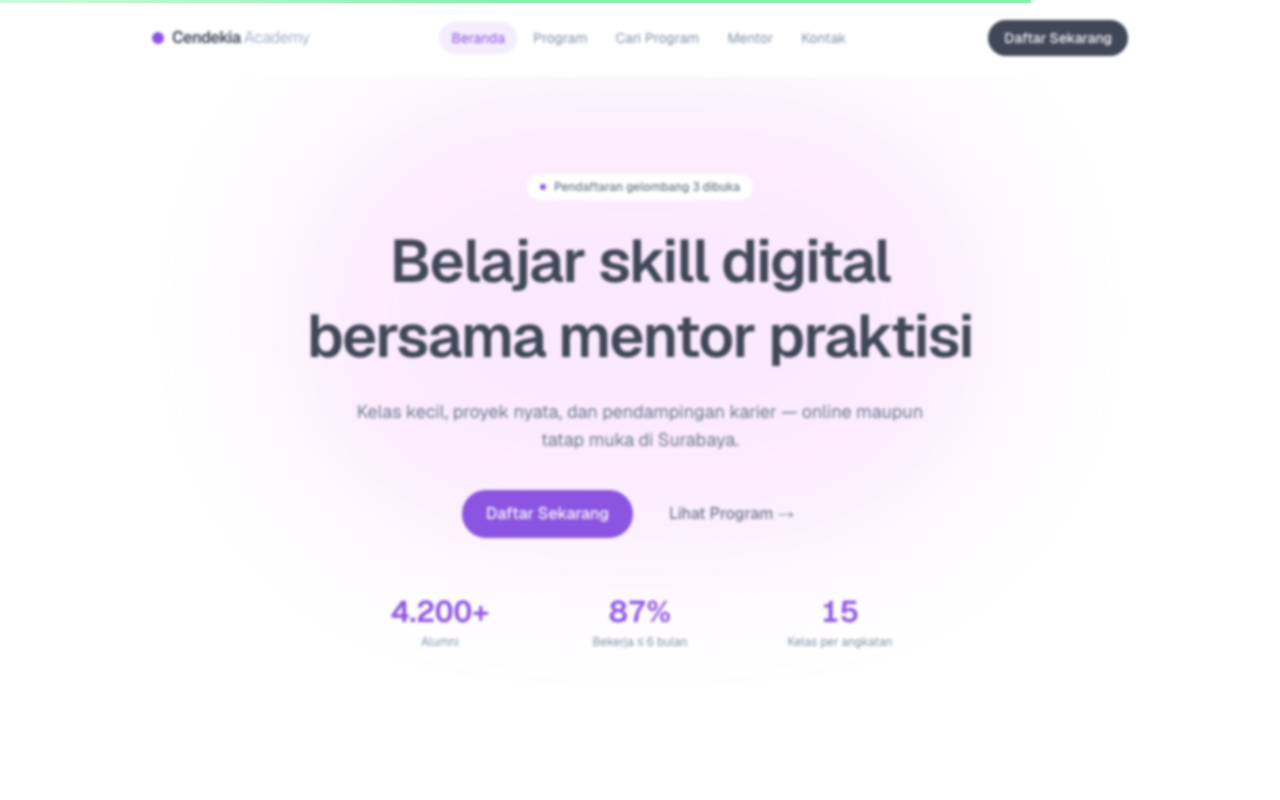 Cendekia Academy
Beranda
Program
Cari Program
Mentor
Kontak
Daftar Sekarang
Pendaftaran gelombang 3 dibuka
Belajar skill digital
bersama mentor praktisi
Kelas kecil, proyek nyata, dan pendampingan karier — online maupun
tatap muka di Surabaya.
Daftar Sekarang
Lihat Program →
4.200+
87%
15
Alumni
Bekerja ≤ 6 bulan
Kelas per angkatan